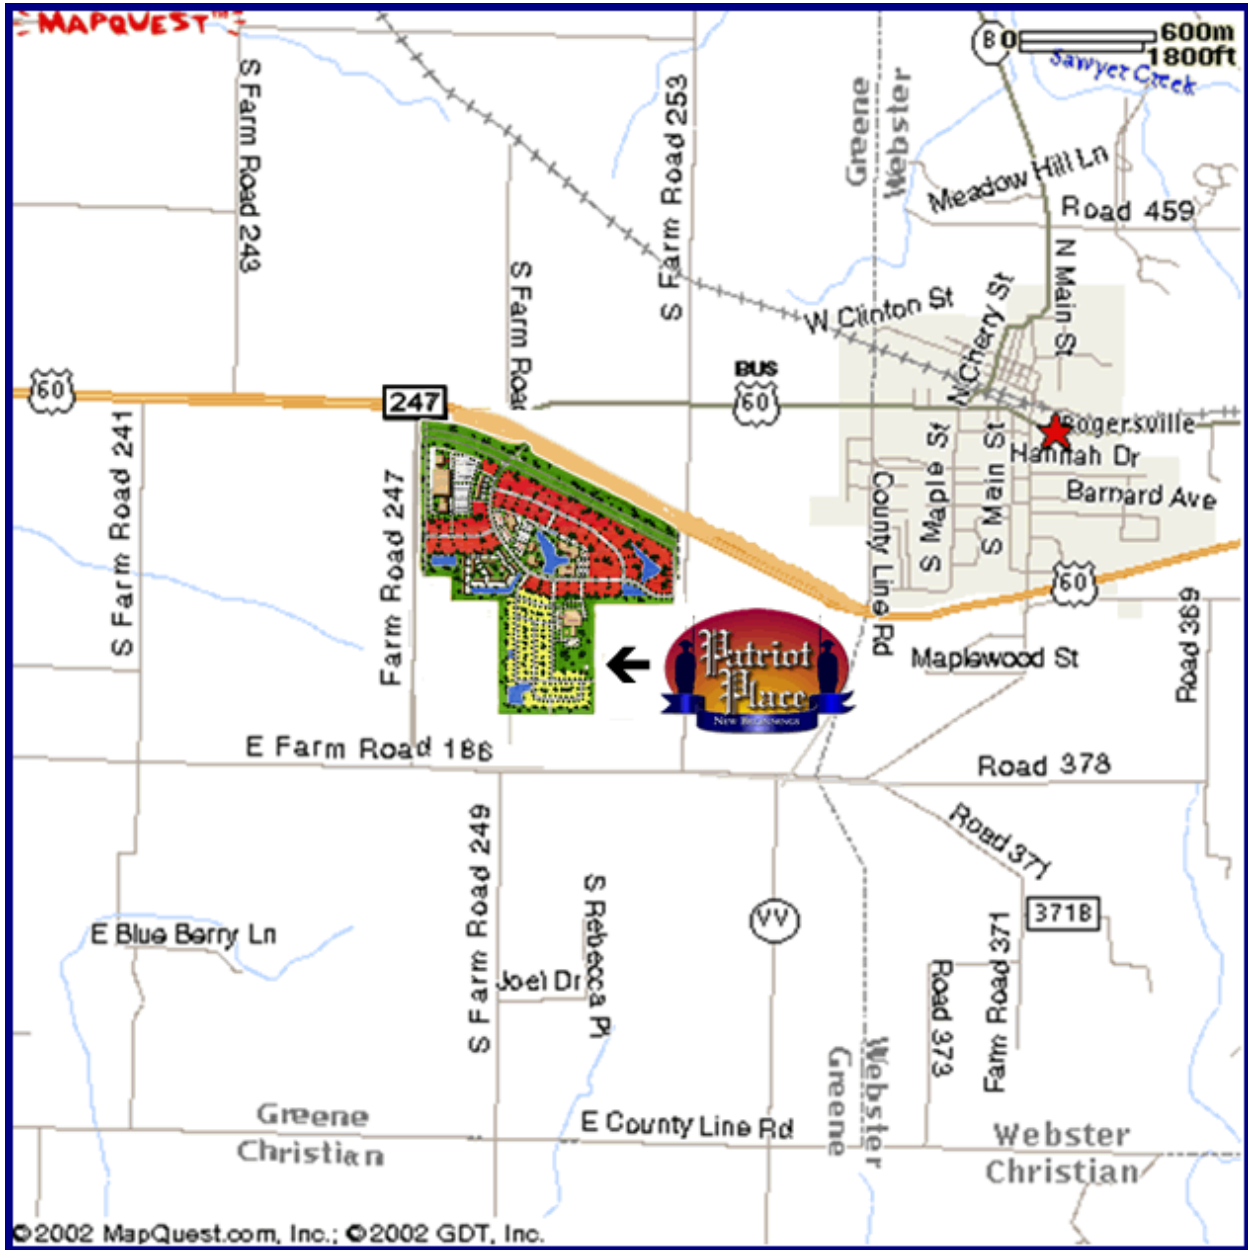 MAPQUEST™
B
0
600m
1800ft
Sawyer Creek
S Farm Road 243
S Farm Road 253
Greene
Webster
Meadow Hill Ln
Road 459
N Main St
S Farm Road
W Clinton St
N Cherry St
60
247
BUS
60
Rogersville
Hannah Dr
Barnard Ave
S Farm Road 241
Farm Road 247
S Maple St
S Main St
County Line Rd
60
Road 369
Maplewood St
Patriot
Place
New Beginnings
E Farm Road 186
Road 378
S Farm Road 249
Road 371
371B
S Rebecca Pl
VV
E Blue Berry Ln
Joel Dr
Road 373
Farm Road 371
Greene
Webster
Greene
Christian
E County Line Rd
Webster
Christian
©2002 MapQuest.com, Inc.; ©2002 GDT, Inc.